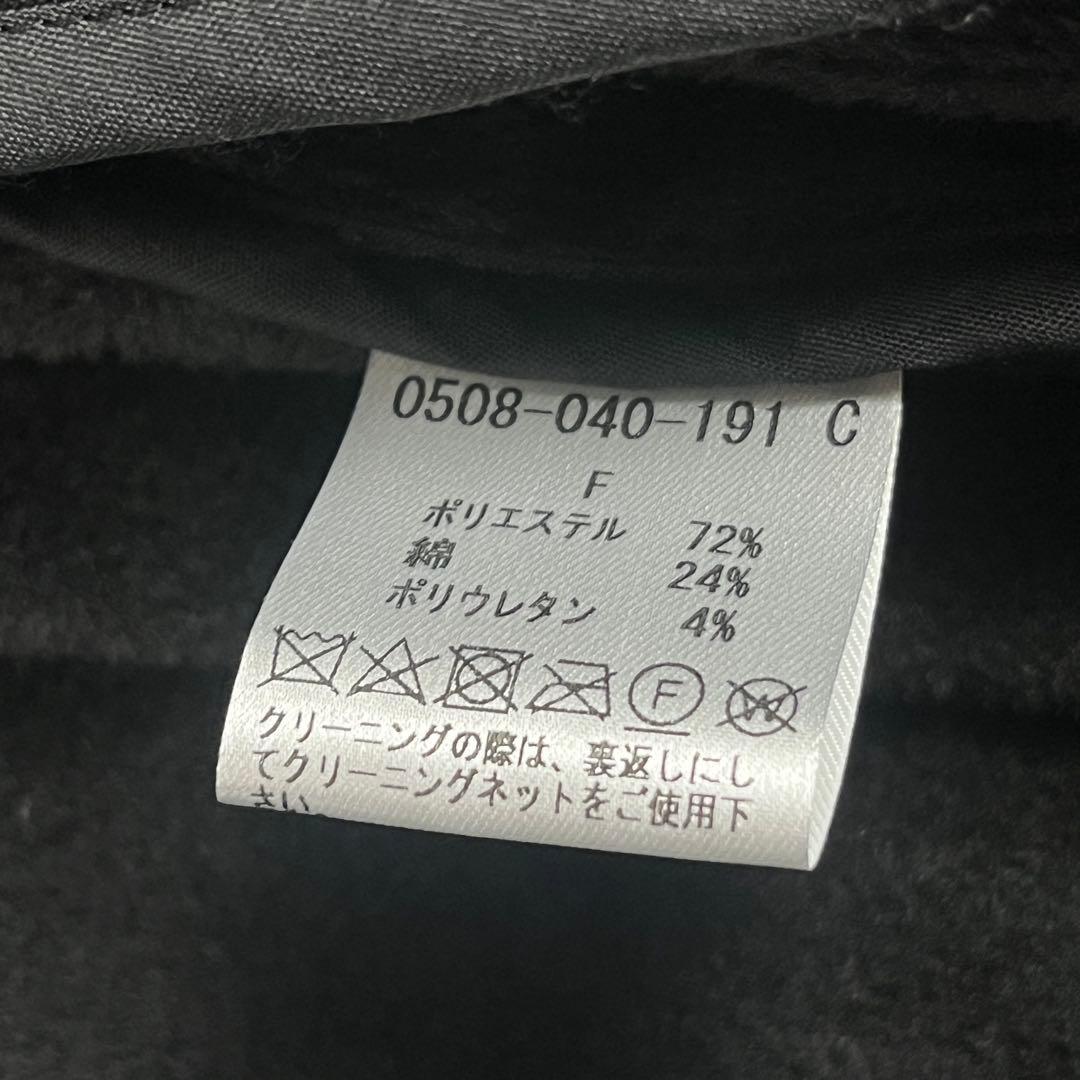 0508-040-191 C
F
ポリエステル 72%
綿 24%
ポリウレタン 4%
F W
クリーニングの際は、裏返しにし
てクリーニングネットをご使用下
さい。